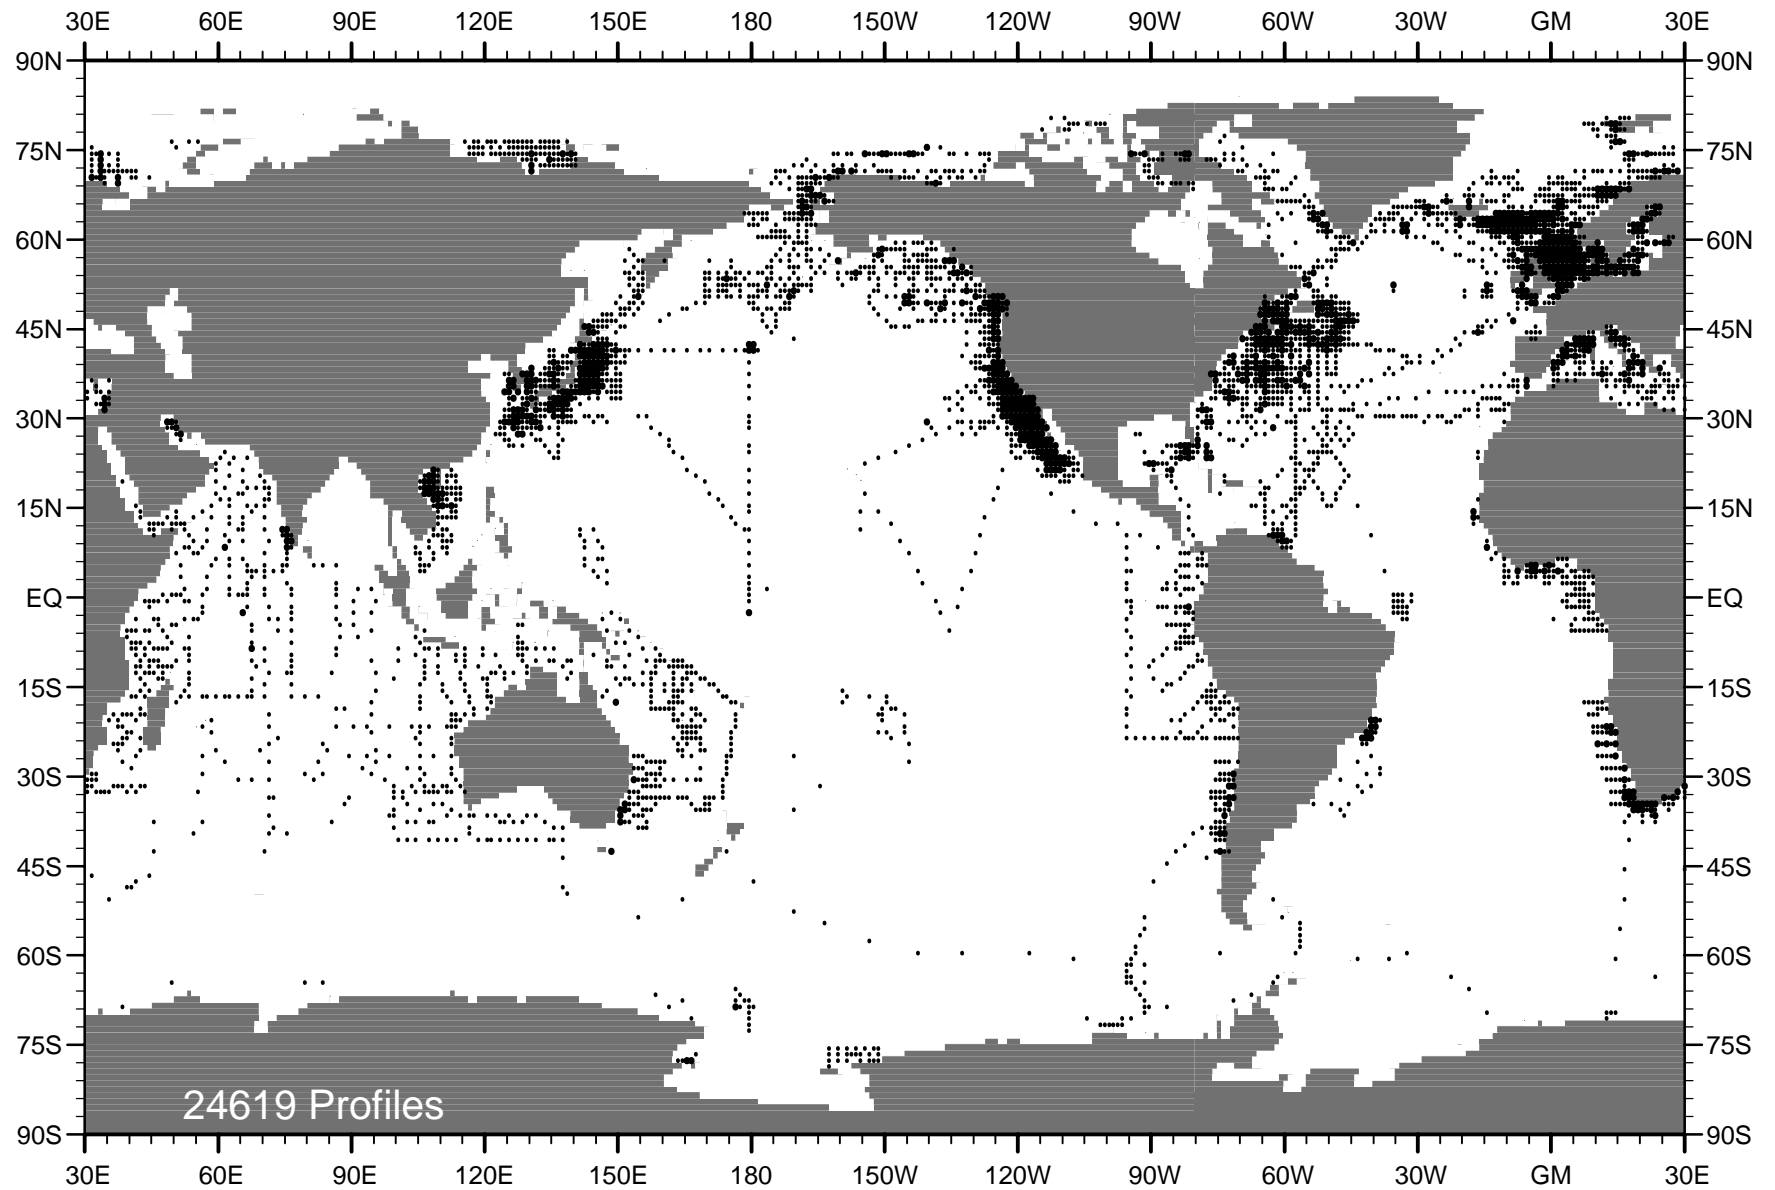 30E 60E 90E 120E 150E 180 150W 120W 90W 60W 30W GM 30E
90N 90N
75N 75N
60N 60N
45N 45N
30N 30N
15N 15N
EQ EQ
15S 15S
30S 30S
45S 45S
60S 60S
75S 75S
24619 Profiles
90S 90S
30E 60E 90E 120E 150E 180 150W 120W 90W 60W 30W GM 30E